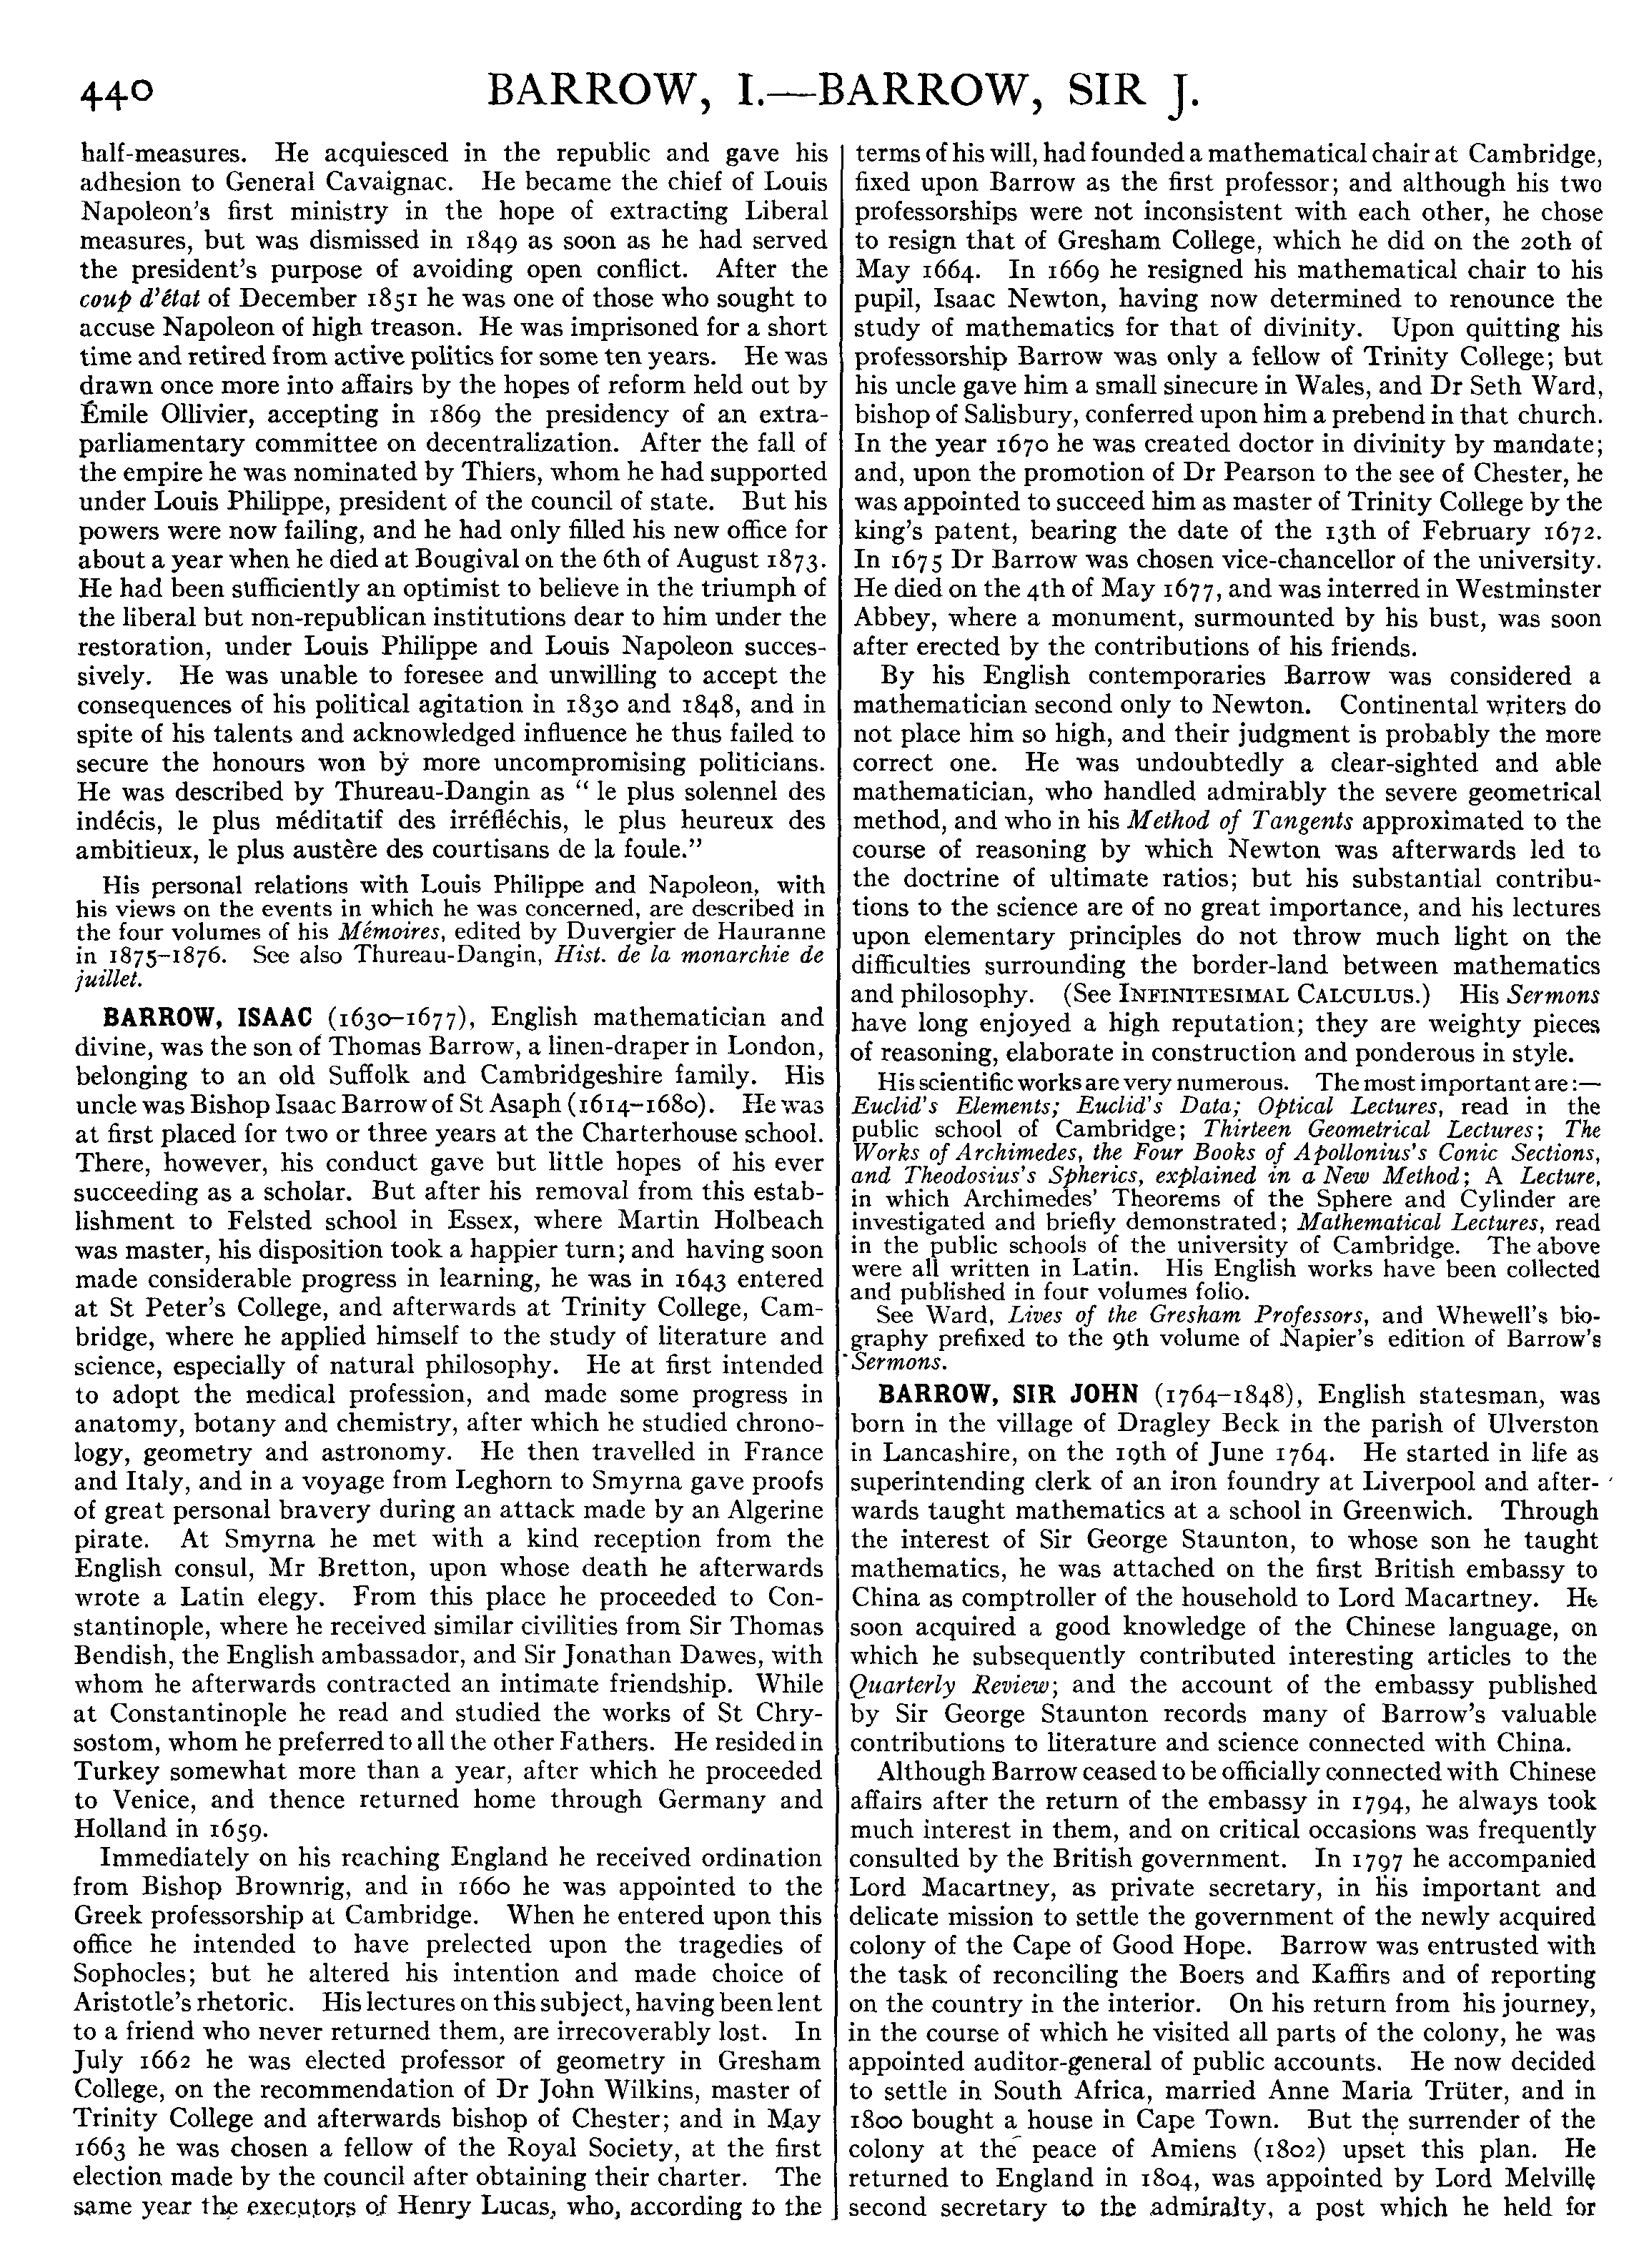 440
BARROW, I.—BARROW, SIR J.
half-measures. He acquiesced in the republic and gave his
adhesion to General Cavaignac. He became the chief of Louis
Napoleon's first ministry in the hope of extracting Liberal
measures, but was dismissed in 1849 as soon as he had served
the president's purpose of avoiding open conflict. After the
coup d'état of December 1851 he was one of those who sought to
accuse Napoleon of high treason. He was imprisoned for a short
time and retired from active politics for some ten years. He was
drawn once more into affairs by the hopes of reform held out by
Émile Ollivier, accepting in 1869 the presidency of an extra-
parliamentary committee on decentralization. After the fall of
the empire he was nominated by Thiers, whom he had supported
under Louis Philippe, president of the council of state. But his
powers were now failing, and he had only filled his new office for
about a year when he died at Bougival on the 6th of August 1873.
He had been sufficiently an optimist to believe in the triumph of
the liberal but non-republican institutions dear to him under the
restoration, under Louis Philippe and Louis Napoleon succes-
sively. He was unable to foresee and unwilling to accept the
consequences of his political agitation in 1830 and 1848, and in
spite of his talents and acknowledged influence he thus failed to
secure the honours won by more uncompromising politicians.
He was described by Thureau-Dangin as “ le plus solennel des
indécis, le plus méditatif des irréfléchis, le plus heureux des
ambitieux, le plus austère des courtisans de la foule.”
His personal relations with Louis Philippe and Napoleon, with
his views on the events in which he was concerned, are described in
the four volumes of his Mémoires, edited by Duvergier de Hauranne
in 1875–1876. See also Thureau-Dangin, Hist. de la monarchie de
juillet.
BARROW, ISAAC (1630–1677), English mathematician and
divine, was the son of Thomas Barrow, a linen-draper in London,
belonging to an old Suffolk and Cambridgeshire family. His
uncle was Bishop Isaac Barrow of St Asaph (1614–1680). He was
at first placed for two or three years at the Charterhouse school.
There, however, his conduct gave but little hopes of his ever
succeeding as a scholar. But after his removal from this estab-
lishment to Felsted school in Essex, where Martin Holbeach
was master, his disposition took a happier turn; and having soon
made considerable progress in learning, he was in 1643 entered
at St Peter's College, and afterwards at Trinity College, Cam-
bridge, where he applied himself to the study of literature and
science, especially of natural philosophy. He at first intended
to adopt the medical profession, and made some progress in
anatomy, botany and chemistry, after which he studied chrono-
logy, geometry and astronomy. He then travelled in France
and Italy, and in a voyage from Leghorn to Smyrna gave proofs
of great personal bravery during an attack made by an Algerine
pirate. At Smyrna he met with a kind reception from the
English consul, Mr Bretton, upon whose death he afterwards
wrote a Latin elegy. From this place he proceeded to Con-
stantinople, where he received similar civilities from Sir Thomas
Bendish, the English ambassador, and Sir Jonathan Dawes, with
whom he afterwards contracted an intimate friendship. While
at Constantinople he read and studied the works of St Chry-
sostom, whom he preferred to all the other Fathers. He resided in
Turkey somewhat more than a year, after which he proceeded
to Venice, and thence returned home through Germany and
Holland in 1659.
Immediately on his reaching England he received ordination
from Bishop Brownrig, and in 1660 he was appointed to the
Greek professorship at Cambridge. When he entered upon this
office he intended to have prelected upon the tragedies of
Sophocles; but he altered his intention and made choice of
Aristotle's rhetoric. His lectures on this subject, having been lent
to a friend who never returned them, are irrecoverably lost. In
July 1662 he was elected professor of geometry in Gresham
College, on the recommendation of Dr John Wilkins, master of
Trinity College and afterwards bishop of Chester; and in May
1663 he was chosen a fellow of the Royal Society, at the first
election made by the council after obtaining their charter. The
same year the executors of Henry Lucas, who, according to the
terms of his will, had founded a mathematical chair at Cambridge,
fixed upon Barrow as the first professor; and although his two
professorships were not inconsistent with each other, he chose
to resign that of Gresham College, which he did on the 20th of
May 1664. In 1669 he resigned his mathematical chair to his
pupil, Isaac Newton, having now determined to renounce the
study of mathematics for that of divinity. Upon quitting his
professorship Barrow was only a fellow of Trinity College; but
his uncle gave him a small sinecure in Wales, and Dr Seth Ward,
bishop of Salisbury, conferred upon him a prebend in that church.
In the year 1670 he was created doctor in divinity by mandate;
and, upon the promotion of Dr Pearson to the see of Chester, he
was appointed to succeed him as master of Trinity College by the
king's patent, bearing the date of the 13th of February 1672.
In 1675 Dr Barrow was chosen vice-chancellor of the university.
He died on the 4th of May 1677, and was interred in Westminster
Abbey, where a monument, surmounted by his bust, was soon
after erected by the contributions of his friends.
By his English contemporaries Barrow was considered a
mathematician second only to Newton. Continental writers do
not place him so high, and their judgment is probably the more
correct one. He was undoubtedly a clear-sighted and able
mathematician, who handled admirably the severe geometrical
method, and who in his Method of Tangents approximated to the
course of reasoning by which Newton was afterwards led to
the doctrine of ultimate ratios; but his substantial contribu-
tions to the science are of no great importance, and his lectures
upon elementary principles do not throw much light on the
difficulties surrounding the border-land between mathematics
and philosophy. (See INFINITESIMAL CALCULUS.) His Sermons
have long enjoyed a high reputation; they are weighty pieces
of reasoning, elaborate in construction and ponderous in style.
His scientific works are very numerous. The most important are:—
Euclid's Elements; Euclid's Data; Optical Lectures, read in the
public school of Cambridge; Thirteen Geometrical Lectures; The
Works of Archimedes, the Four Books of Apollonius's Conic Sections,
and Theodosius's Spherics, explained in a New Method; A Lecture,
in which Archimedes' Theorems of the Sphere and Cylinder are
investigated and briefly demonstrated; Mathematical Lectures, read
in the public schools of the university of Cambridge. The above
were all written in Latin. His English works have been collected
and published in four volumes folio.
See Ward, Lives of the Gresham Professors, and Whewell's bio-
graphy prefixed to the 9th volume of Napier's edition of Barrow's
Sermons.
BARROW, SIR JOHN (1764–1848), English statesman, was
born in the village of Dragley Beck in the parish of Ulverston
in Lancashire, on the 19th of June 1764. He started in life as
superintending clerk of an iron foundry at Liverpool and after-
wards taught mathematics at a school in Greenwich. Through
the interest of Sir George Staunton, to whose son he taught
mathematics, he was attached on the first British embassy to
China as comptroller of the household to Lord Macartney. He
soon acquired a good knowledge of the Chinese language, on
which he subsequently contributed interesting articles to the
Quarterly Review; and the account of the embassy published
by Sir George Staunton records many of Barrow's valuable
contributions to literature and science connected with China.
Although Barrow ceased to be officially connected with Chinese
affairs after the return of the embassy in 1794, he always took
much interest in them, and on critical occasions was frequently
consulted by the British government. In 1797 he accompanied
Lord Macartney, as private secretary, in his important and
delicate mission to settle the government of the newly acquired
colony of the Cape of Good Hope. Barrow was entrusted with
the task of reconciling the Boers and Kaffirs and of reporting
on the country in the interior. On his return from his journey,
in the course of which he visited all parts of the colony, he was
appointed auditor-general of public accounts. He now decided
to settle in South Africa, married Anne Maria Trüter, and in
1800 bought a house in Cape Town. But the surrender of the
colony at the peace of Amiens (1802) upset this plan. He
returned to England in 1804, was appointed by Lord Melville
second secretary to the admiralty, a post which he held for